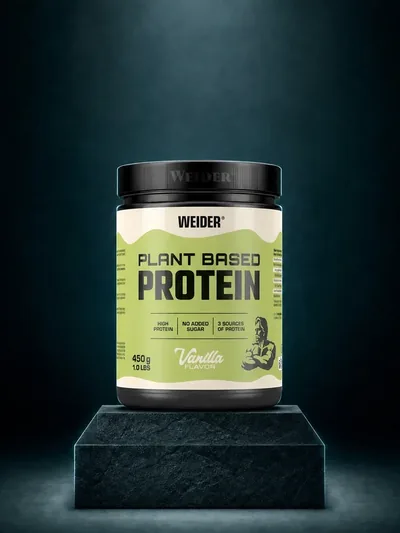 WEIDER®
WEIDER®
PLANT BASED
PROTEIN
HIGH
PROTEIN
NO ADDED
SUGAR
3 SOURCES
OF PROTEIN
450 g
1.0 LBS
Vanilla
FLAVOR